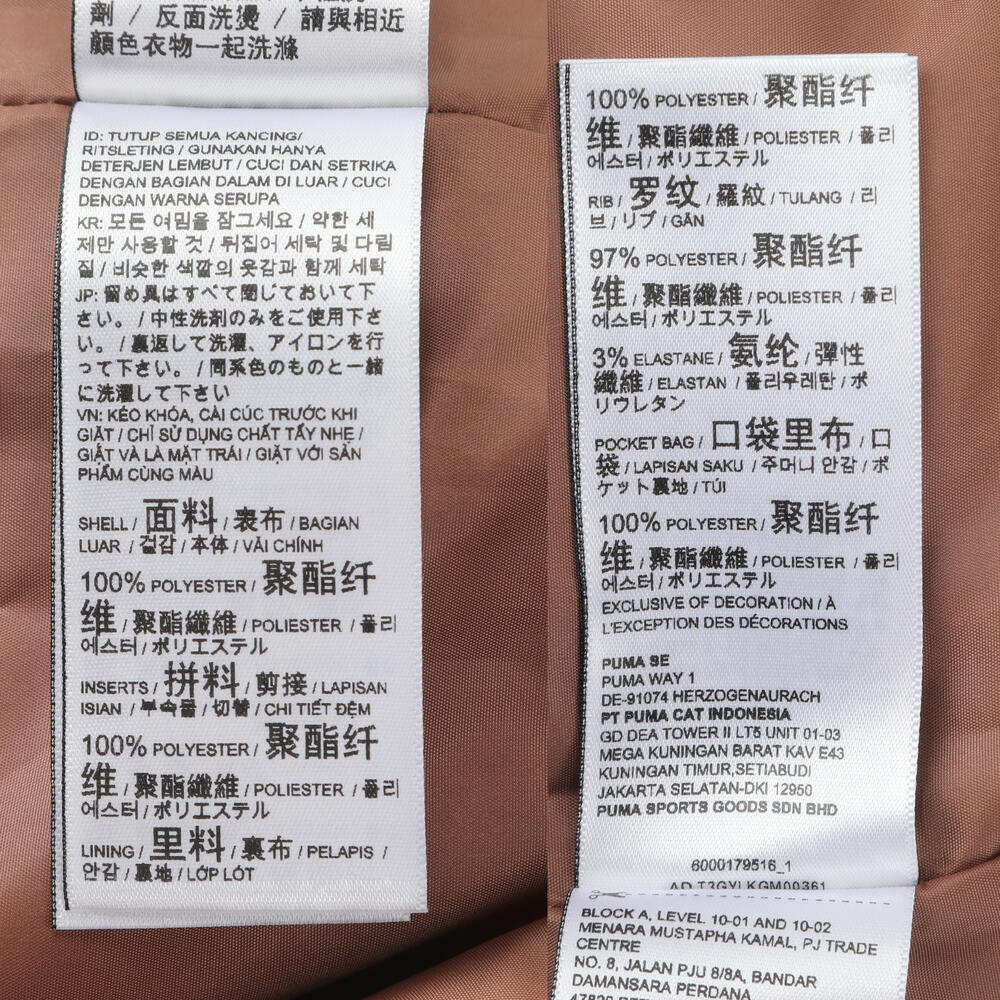 劑 / 反面洗燙 / 請與相近
顏色衣物一起洗滌
ID: TUTUP SEMUA KANCING/
RITSLETING / GUNAKAN HANYA
DETERJEN LEMBUT / CUCI DAN SETRIKA
DENGAN BAGIAN DALAM DI LUAR / CUCI
DENGAN WARNA SERUPA
KR: 모든 여밈을 잠그세요 / 약한 세
제만 사용할 것 / 뒤집어 세탁 및 다림
질 / 비슷한 색깔의 옷감과 함께 세탁
JP: 留め具はすべて閉じておいて下
さい。 / 中性洗剤のみをご使用下さ
い。 / 裏返して洗濯、アイロンを行
って下さい。 / 同系色のものと一緒
に洗濯して下さい
VN: KÉO KHÓA, CÀI CÚC TRƯỚC KHI
GIẶT / CHỈ SỬ DỤNG CHẤT TẨY NHẸ /
GIẶT VÀ LÀ MẶT TRÁI / GIẶT VỚI SẢN
PHẨM CÙNG MÀU
SHELL / 面料 / 表布 / BAGIAN
LUAR / 겉감 / 本体 / VẢI CHÍNH
100% POLYESTER / 聚酯纤
维 / 聚酯纖維 / POLIESTER / 폴리
에스터 / ポリエステル
INSERTS / 拼料 / 剪接 / LAPISAN
ISIAN / 부속물 / 切替 / CHI TIẾT ĐỆM
100% POLYESTER / 聚酯纤
维 / 聚酯纖維 / POLIESTER / 폴리
에스터 / ポリエステル
LINING / 里料 / 裏布 / PELAPIS /
안감 / 裏地 / LỚP LÓT
100% POLYESTER / 聚酯纤
维 / 聚酯纖維 / POLIESTER / 폴리
에스터 / ポリエステル
RIB / 罗纹 / 羅紋 / TULANG / 리
브 / リブ / GÂN
97% POLYESTER / 聚酯纤
维 / 聚酯纖維 / POLIESTER / 폴리
에스터 / ポリエステル
3% ELASTANE / 氨纶 / 彈性
纖維 / ELASTAN / 폴리우레탄 / ポ
リウレタン
POCKET BAG / 口袋里布 / 口
袋 / LAPISAN SAKU / 주머니 안감 / ポ
ケット裏地 / TÚI
100% POLYESTER / 聚酯纤
维 / 聚酯纖維 / POLIESTER / 폴리
에스터 / ポリエステル
EXCLUSIVE OF DECORATION / À
L'EXCEPTION DES DÉCORATIONS
PUMA SE
PUMA WAY 1
DE-91074 HERZOGENAURACH
PT PUMA CAT INDONESIA
GD DEA TOWER II LT5 UNIT 01-03
MEGA KUNINGAN BARAT KAV E43
KUNINGAN TIMUR,SETIABUDI
JAKARTA SELATAN-DKI 12950
PUMA SPORTS GOODS SDN BHD
6000179516_1
AD T3GYLKGM00361
BLOCK A, LEVEL 10-01 AND 10-02
MENARA MUSTAPHA KAMAL, PJ TRADE
CENTRE
NO. 8, JALAN PJU 8/8A, BANDAR
DAMANSARA PERDANA